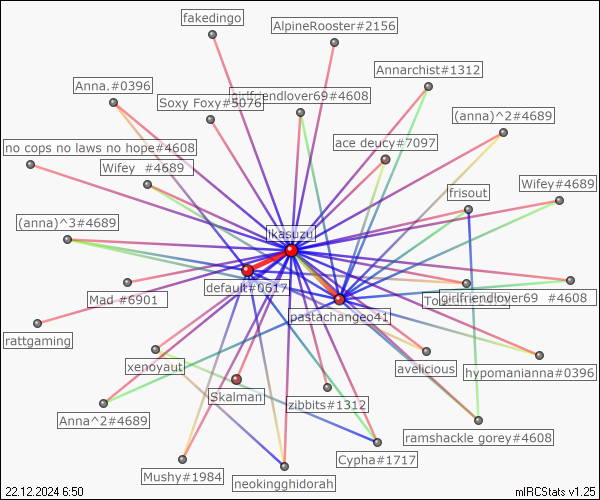 fakedingo
AlpineRooster#2156
Annarchist#1312
Anna.#0396
girlfriendlover69#4608
Soxy Foxy#5076
(anna)^2#4689
ace deucy#7097
no cops no laws no hope#4608
Wifey #4689
Wifey#4689
frisout
(anna)^3#4689
ikasuzu
default#0617
Mad #6901
girlfriendlover69 #4608
pastachangeo41
rattgaming
xenoyaut
avelicious
hypomanianna#0396
Skalman
zibbits#1312
Anna^2#4689
ramshackle gorey#4608
Cypha#1717
Mushy#1984
neokingghidorah
22.12.2024 6:50
mIRCStats v1.25